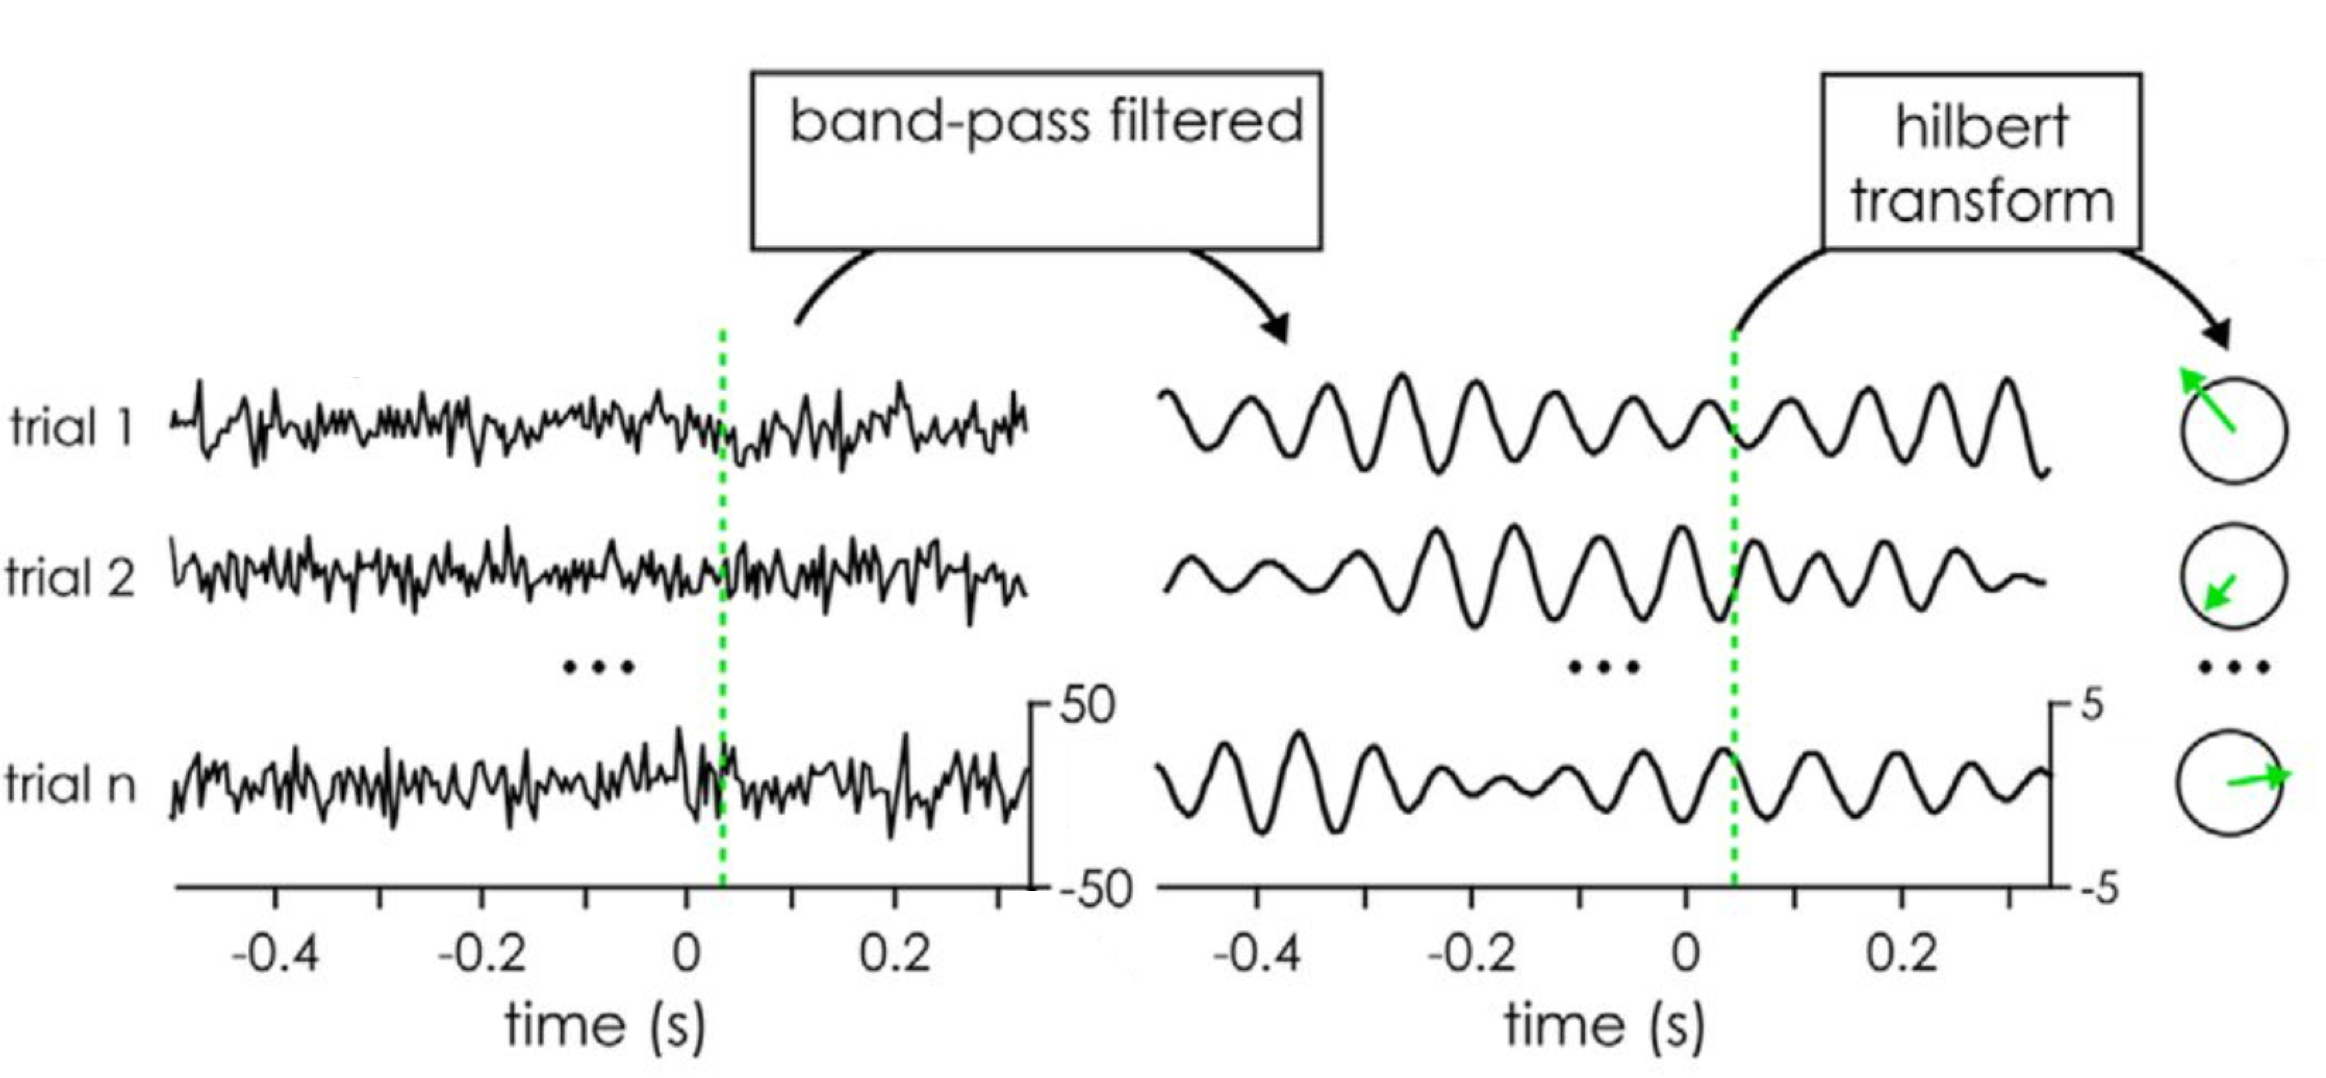 band-pass filtered
hilbert
transform
trial 1
trial 2
trial n
50
-50
5
-5
-0.4 -0.2 0 0.2
-0.4 -0.2 0 0.2
time (s)
time (s)